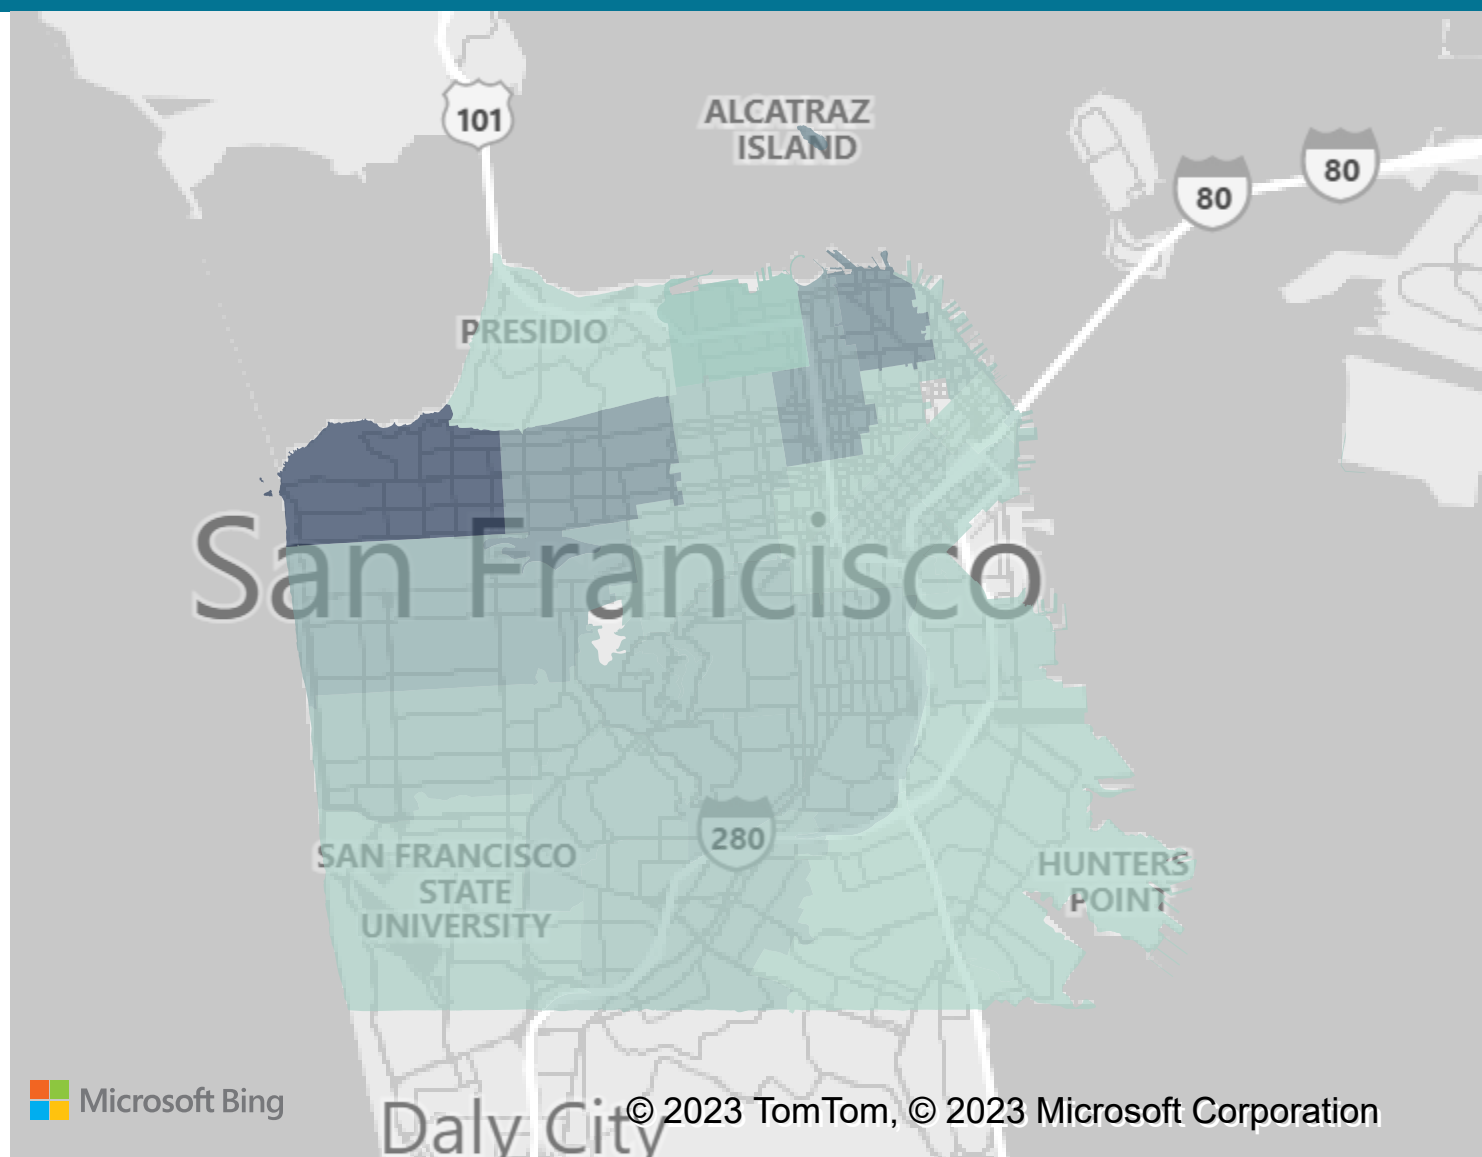 101
ALCATRAZ
ISLAND
80
80
PRESIDIO
San Francisco
280
SAN FRANCISCO
STATE
UNIVERSITY
HUNTERS
POINT
Microsoft Bing
Daly City
© 2023 TomTom, © 2023 Microsoft Corporation